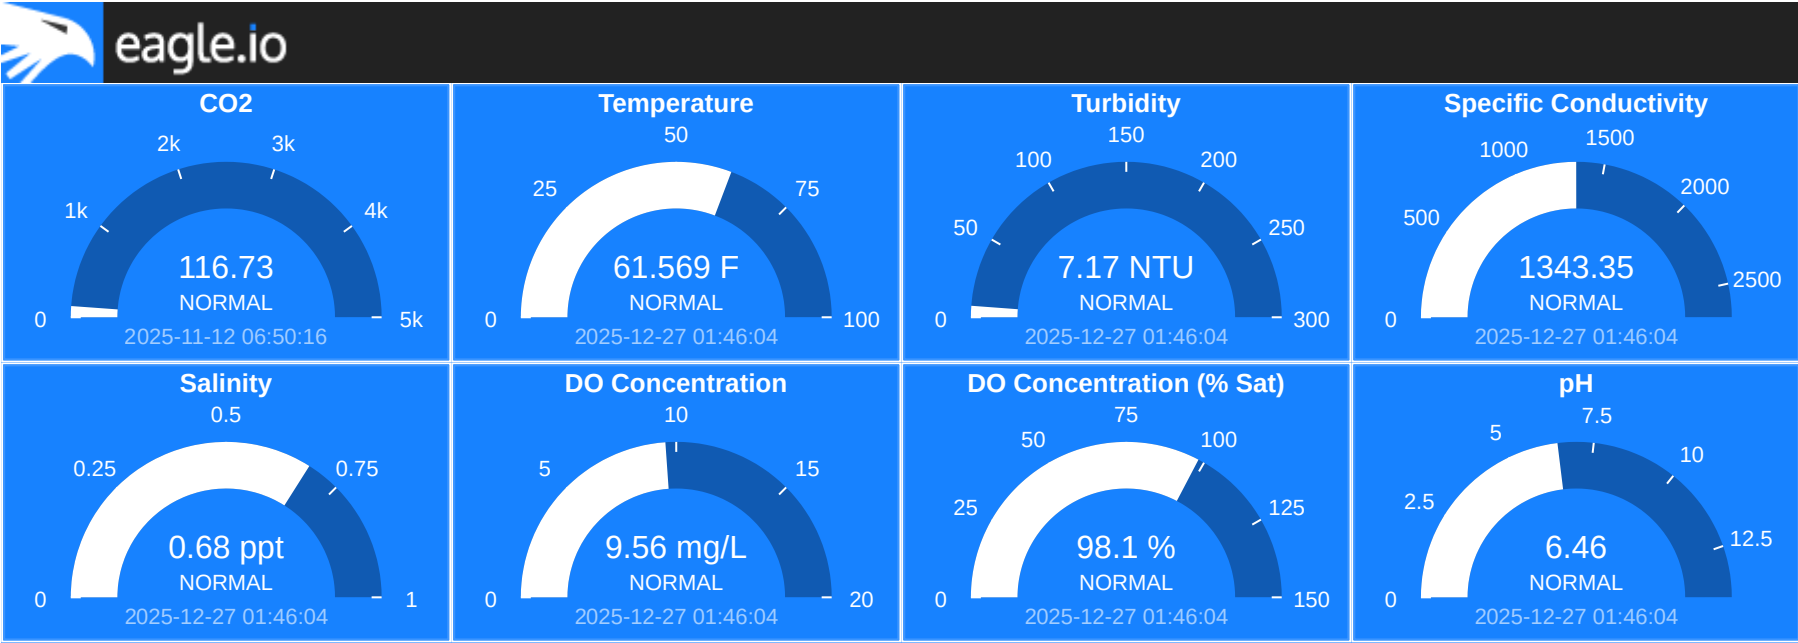 eagle.io
CO2
2k
3k
1k
4k
116.73
NORMAL
0
5k
2025-11-12 06:50:16
Temperature
50
25
75
61.569 F
NORMAL
0
100
2025-12-27 01:46:04
Turbidity
150
100
200
50
250
7.17 NTU
NORMAL
0
300
2025-12-27 01:46:04
Specific Conductivity
1500
1000
2000
500
2500
1343.35
NORMAL
0
2025-12-27 01:46:04
Salinity
0.5
0.25
0.75
0.68 ppt
NORMAL
0
1
2025-12-27 01:46:04
DO Concentration
10
5
15
9.56 mg/L
NORMAL
0
20
2025-12-27 01:46:04
DO Concentration (% Sat)
75
50
100
25
125
98.1 %
NORMAL
0
150
2025-12-27 01:46:04
pH
7.5
5
10
2.5
12.5
6.46
NORMAL
0
2025-12-27 01:46:04